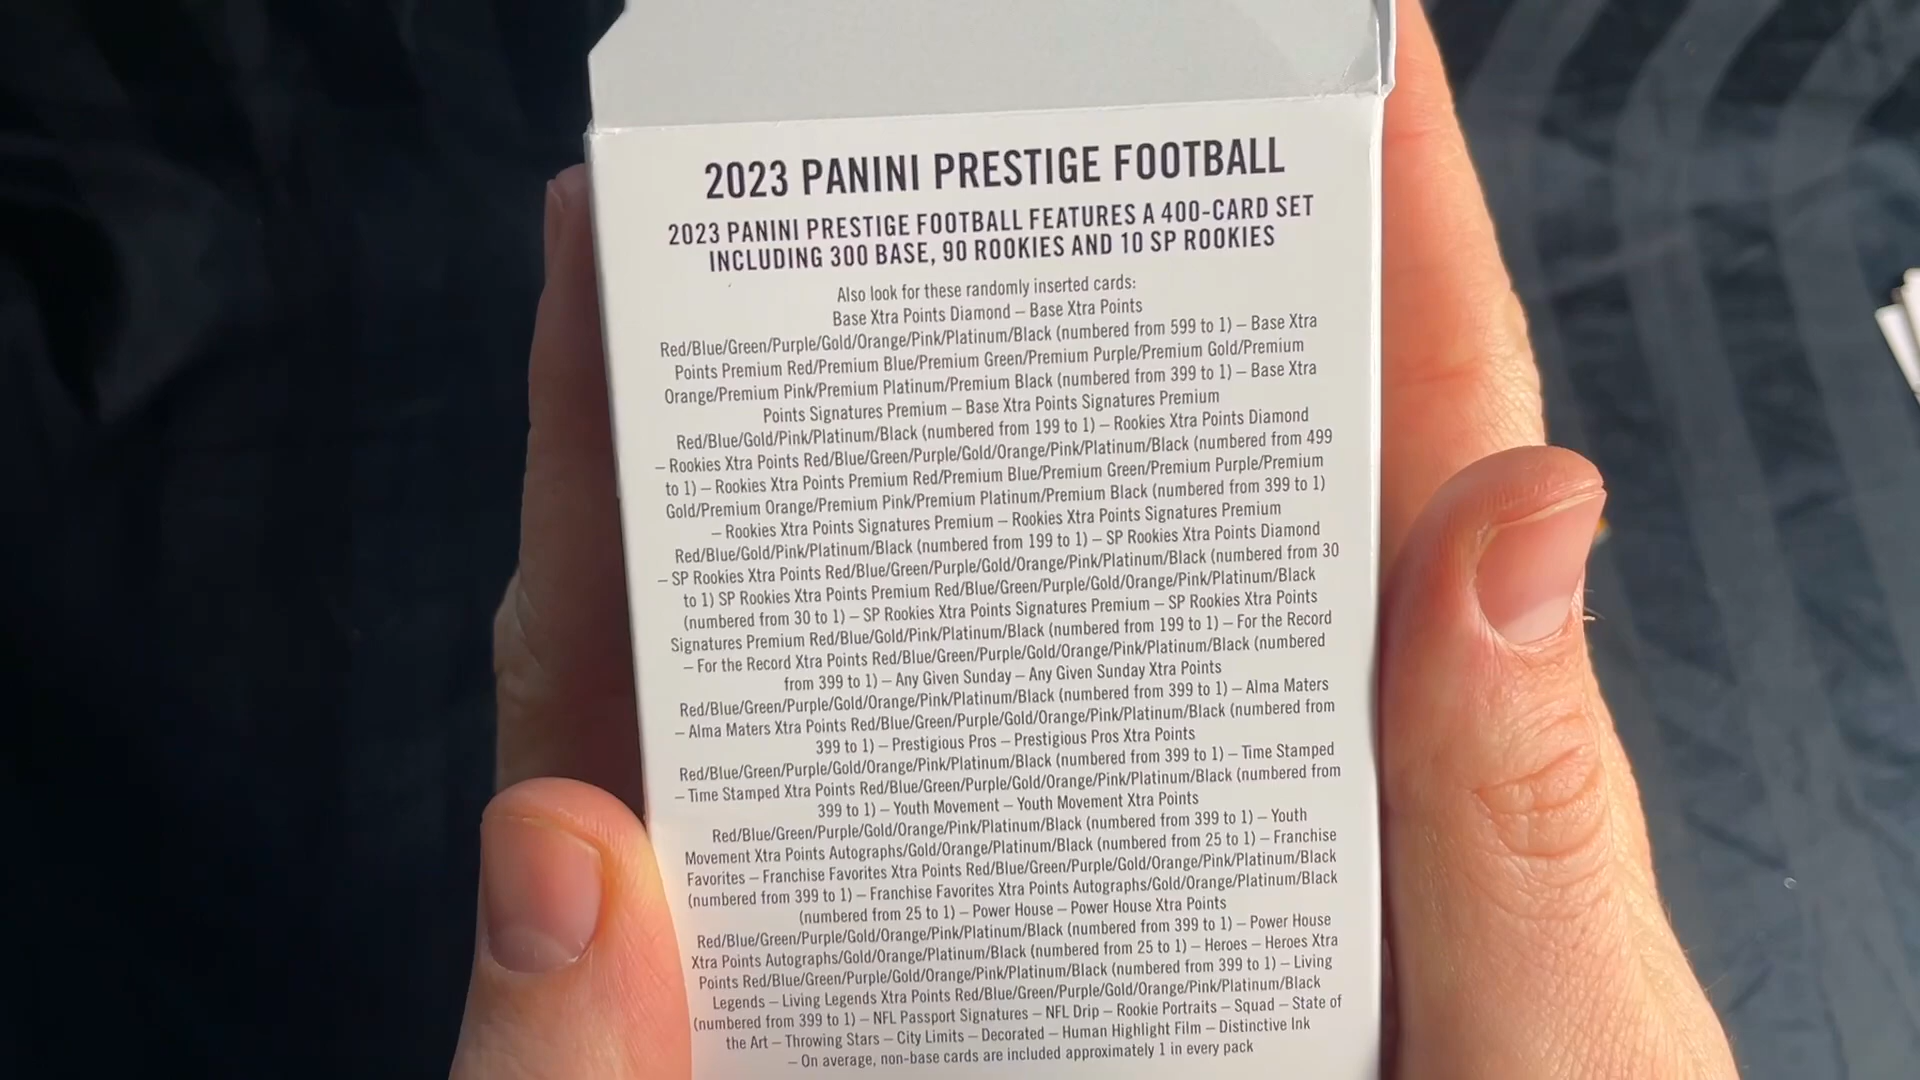 2023 PANINI PRESTIGE FOOTBALL
2023 PANINI PRESTIGE FOOTBALL FEATURES A 400-CARD SET
INCLUDING 300 BASE, 90 ROOKIES AND 10 SP ROOKIES
Also look for these randomly inserted cards:
Base Xtra Points Diamond – Base Xtra Points
Red/Blue/Green/Purple/Gold/Orange/Pink/Platinum/Black (numbered from 599 to 1) – Base Xtra
Points Premium Red/Premium Blue/Premium Green/Premium Purple/Premium Gold/Premium
Orange/Premium Pink/Premium Platinum/Premium Black (numbered from 399 to 1) – Base Xtra
Points Signatures Premium – Base Xtra Points Signatures Premium
Red/Blue/Gold/Pink/Platinum/Black (numbered from 199 to 1) – Rookies Xtra Points Diamond
– Rookies Xtra Points Red/Blue/Green/Purple/Gold/Orange/Pink/Platinum/Black (numbered from 499
to 1) – Rookies Xtra Points Premium Red/Premium Blue/Premium Green/Premium Purple/Premium
Gold/Premium Orange/Premium Pink/Premium Platinum/Premium Black (numbered from 399 to 1)
– Rookies Xtra Points Signatures Premium – Rookies Xtra Points Signatures Premium
Red/Blue/Gold/Pink/Platinum/Black (numbered from 199 to 1) – SP Rookies Xtra Points Diamond
– SP Rookies Xtra Points Red/Blue/Green/Purple/Gold/Orange/Pink/Platinum/Black (numbered from 30
to 1) SP Rookies Xtra Points Premium Red/Blue/Green/Purple/Gold/Orange/Pink/Platinum/Black
(numbered from 30 to 1) – SP Rookies Xtra Points Signatures Premium – SP Rookies Xtra Points
Signatures Premium Red/Blue/Gold/Pink/Platinum/Black (numbered from 199 to 1) – For the Record
– For the Record Xtra Points Red/Blue/Green/Purple/Gold/Orange/Pink/Platinum/Black (numbered
from 399 to 1) – Any Given Sunday – Any Given Sunday Xtra Points
Red/Blue/Green/Purple/Gold/Orange/Pink/Platinum/Black (numbered from 399 to 1) – Alma Maters
– Alma Maters Xtra Points Red/Blue/Green/Purple/Gold/Orange/Pink/Platinum/Black (numbered from
399 to 1) – Prestigious Pros – Prestigious Pros Xtra Points
Red/Blue/Green/Purple/Gold/Orange/Pink/Platinum/Black (numbered from 399 to 1) – Time Stamped
– Time Stamped Xtra Points Red/Blue/Green/Purple/Gold/Orange/Pink/Platinum/Black (numbered from
399 to 1) – Youth Movement – Youth Movement Xtra Points
Red/Blue/Green/Purple/Gold/Orange/Pink/Platinum/Black (numbered from 399 to 1) – Youth
Movement Xtra Points Autographs/Gold/Orange/Platinum/Black (numbered from 25 to 1) – Franchise
Favorites – Franchise Favorites Xtra Points Red/Blue/Green/Purple/Gold/Orange/Pink/Platinum/Black
(numbered from 399 to 1) – Franchise Favorites Xtra Points Autographs/Gold/Orange/Platinum/Black
(numbered from 25 to 1) – Power House – Power House Xtra Points
Red/Blue/Green/Purple/Gold/Orange/Pink/Platinum/Black (numbered from 399 to 1) – Power House
Xtra Points Autographs/Gold/Orange/Platinum/Black (numbered from 25 to 1) – Heroes – Heroes Xtra
Points Red/Blue/Green/Purple/Gold/Orange/Pink/Platinum/Black (numbered from 399 to 1) – Living
Legends – Living Legends Xtra Points Red/Blue/Green/Purple/Gold/Orange/Pink/Platinum/Black
(numbered from 399 to 1) – NFL Passport Signatures – NFL Drip – Rookie Portraits – Squad – State of
the Art – Throwing Stars – City Limits – Decorated – Human Highlight Film – Distinctive Ink
– On average, non-base cards are included approximately 1 in every pack